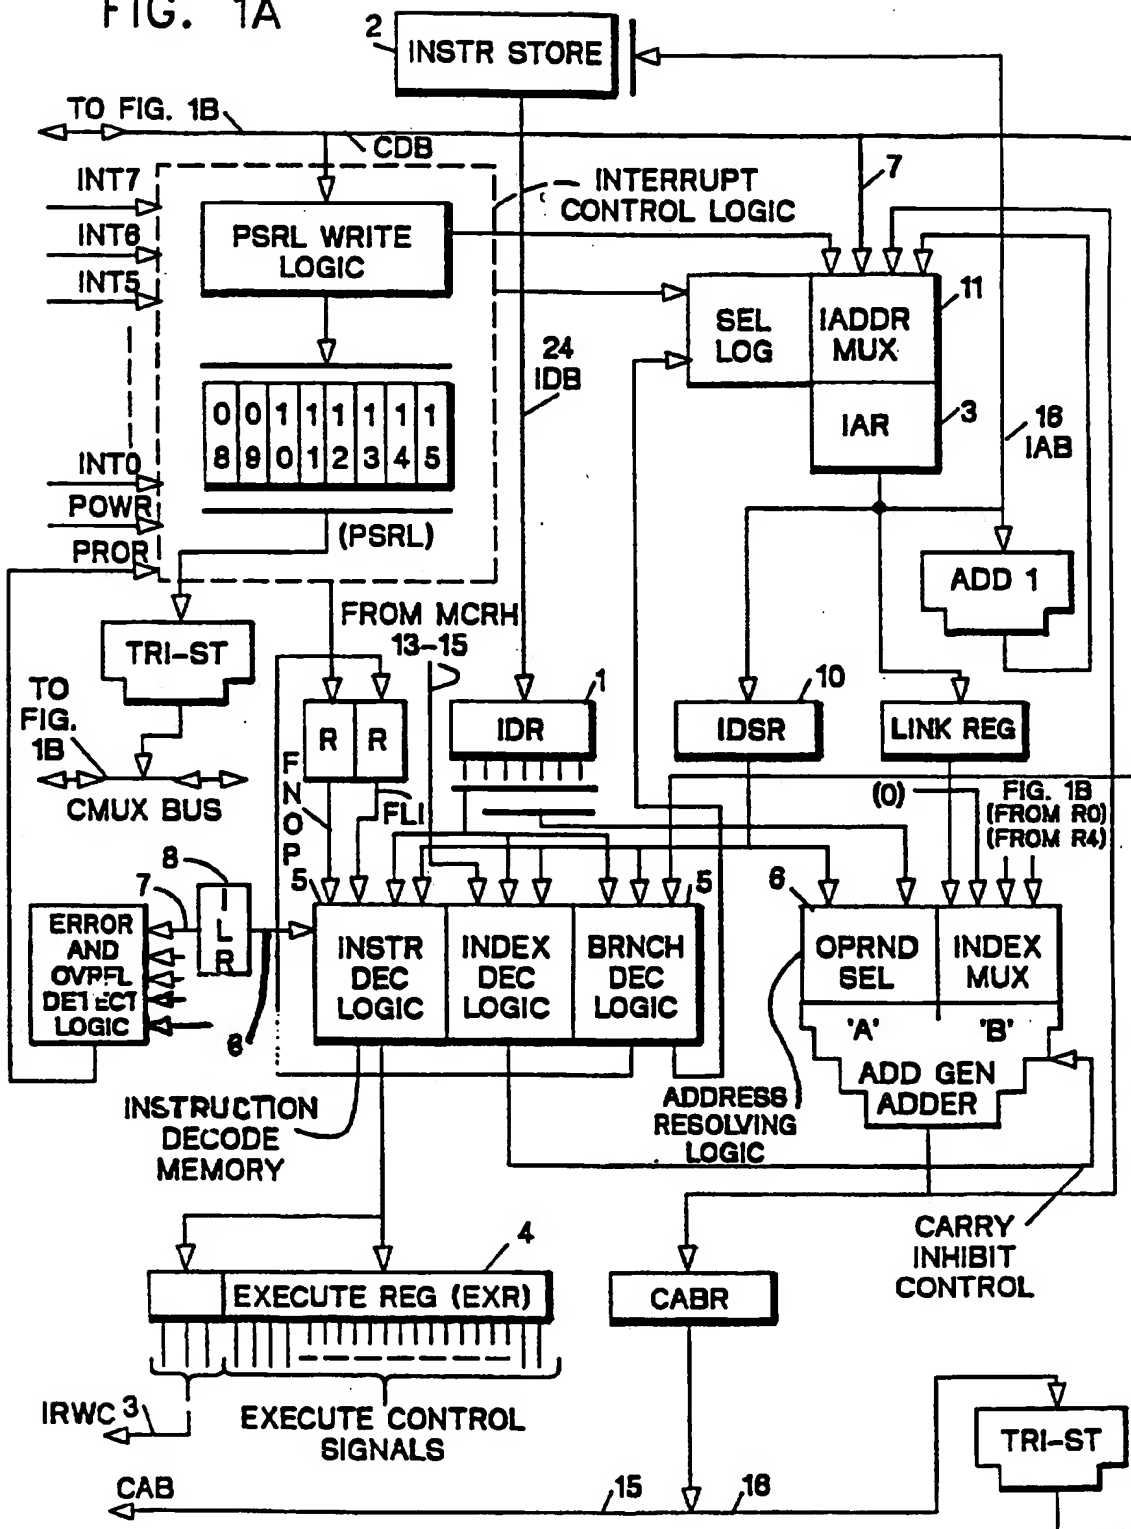 FIG. 1A
2
INSTR STORE
TO FIG. 1B
CDB
7
INT7
INTERRUPT
CONTROL LOGIC
INT6
PSRL WRITE
LOGIC
INT5
11
SEL
LOG
IADDR
MUX
24
IDB
0 0 1 1 1 1 1 1
8 9 0 1 2 3 4 5
IAR
3
16
IAB
INT0
POWR
(PSRL)
PROR
ADD 1
FROM MCRH
13-15
TRI-ST
TO
FIG.
1B
1
10
R
R
IDR
IDSR
LINK REG
CMUX BUS
FNOP
FLI
(0)
FIG. 1B
(FROM R0)
(FROM R4)
8
7
5
5
6
ILR
ERROR
AND
OVRFL
DETECT
LOGIC
6
INSTR
DEC
LOGIC
INDEX
DEC
LOGIC
BRNCH
DEC
LOGIC
OPRND
SEL
INDEX
MUX
'A'
'B'
ADD GEN
ADDER
INSTRUCTION
DECODE
MEMORY
ADDRESS
RESOLVING
LOGIC
CARRY
INHIBIT
CONTROL
4
EXECUTE REG (EXR)
CABR
IRWC
3
EXECUTE CONTROL
SIGNALS
TRI-ST
CAB
15
16